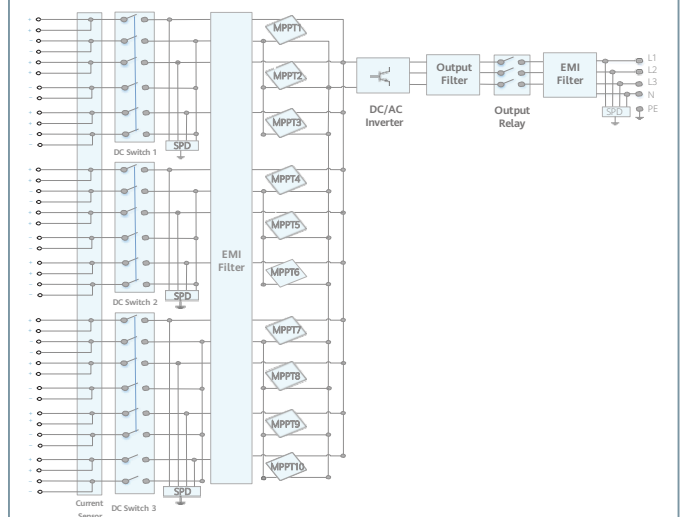 MPPT1
L1
L2
MPPT2
Output
Filter
EMI
Filter
L3
N
DC/AC
Inverter
Output
Relay
SPD
PE
MPPT3
SPD
DC Switch 1
MPPT4
MPPT5
EMI
Filter
MPPT6
SPD
DC Switch 2
MPPT7
MPPT8
MPPT9
MPPT10
SPD
Current
Sensor
DC Switch 3